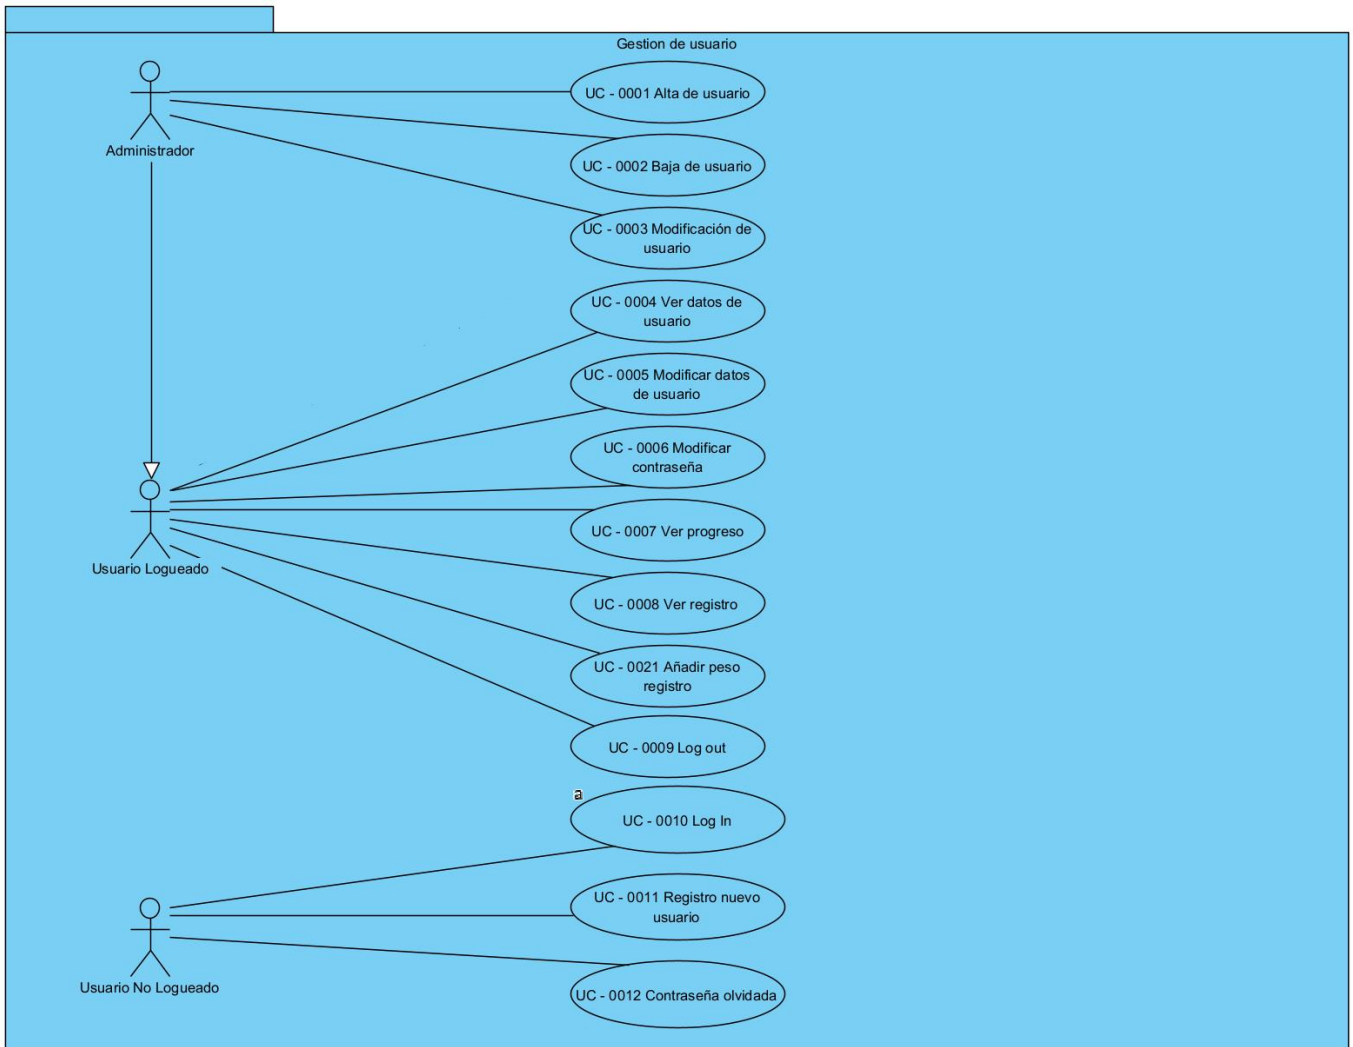 Gestion de usuario
UC - 0001 Alta de usuario
Administrador
UC - 0002 Baja de usuario
UC - 0003 Modificación de
usuario
UC - 0004 Ver datos de
usuario
UC - 0005 Modificar datos
de usuario
UC - 0006 Modificar
contraseña
UC - 0007 Ver progreso
Usuario Logueado
UC - 0008 Ver registro
UC - 0021 Añadir peso
registro
UC - 0009 Log out
a
UC - 0010 Log In
UC - 0011 Registro nuevo
usuario
Usuario No Logueado
UC - 0012 Contraseña olvidada